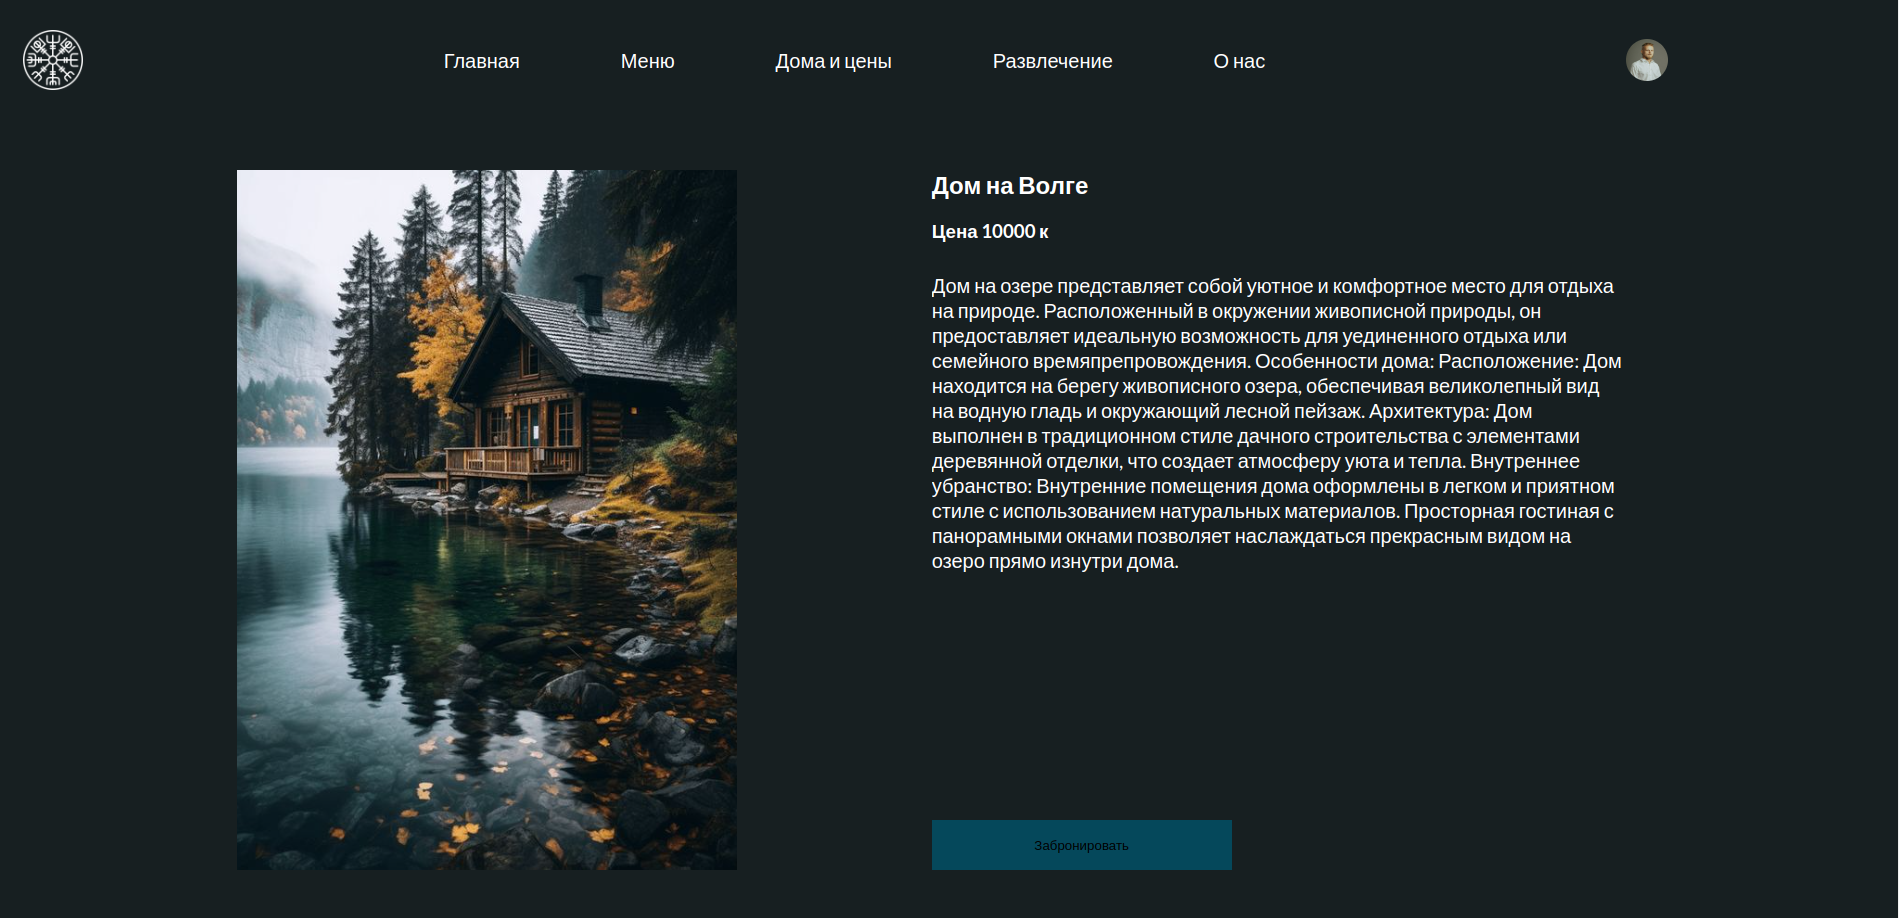 Главная Меню Дома и цены Развлечение О нас
Дом на Волге
Цена 10000 к
Дом на озере представляет собой уютное и комфортное место для отдыха
на природе. Расположенный в окружении живописной природы, он
предоставляет идеальную возможность для уединенного отдыха или
семейного времяпрепровождения. Особенности дома: Расположение: Дом
находится на берегу живописного озера, обеспечивая великолепный вид
на водную гладь и окружающий лесной пейзаж. Архитектура: Дом
выполнен в традиционном стиле дачного строительства с элементами
деревянной отделки, что создает атмосферу уюта и тепла. Внутреннее
убранство: Внутренние помещения дома оформлены в легком и приятном
стиле с использованием натуральных материалов. Просторная гостиная с
панорамными окнами позволяет наслаждаться прекрасным видом на
озеро прямо изнутри дома.
Забронировать